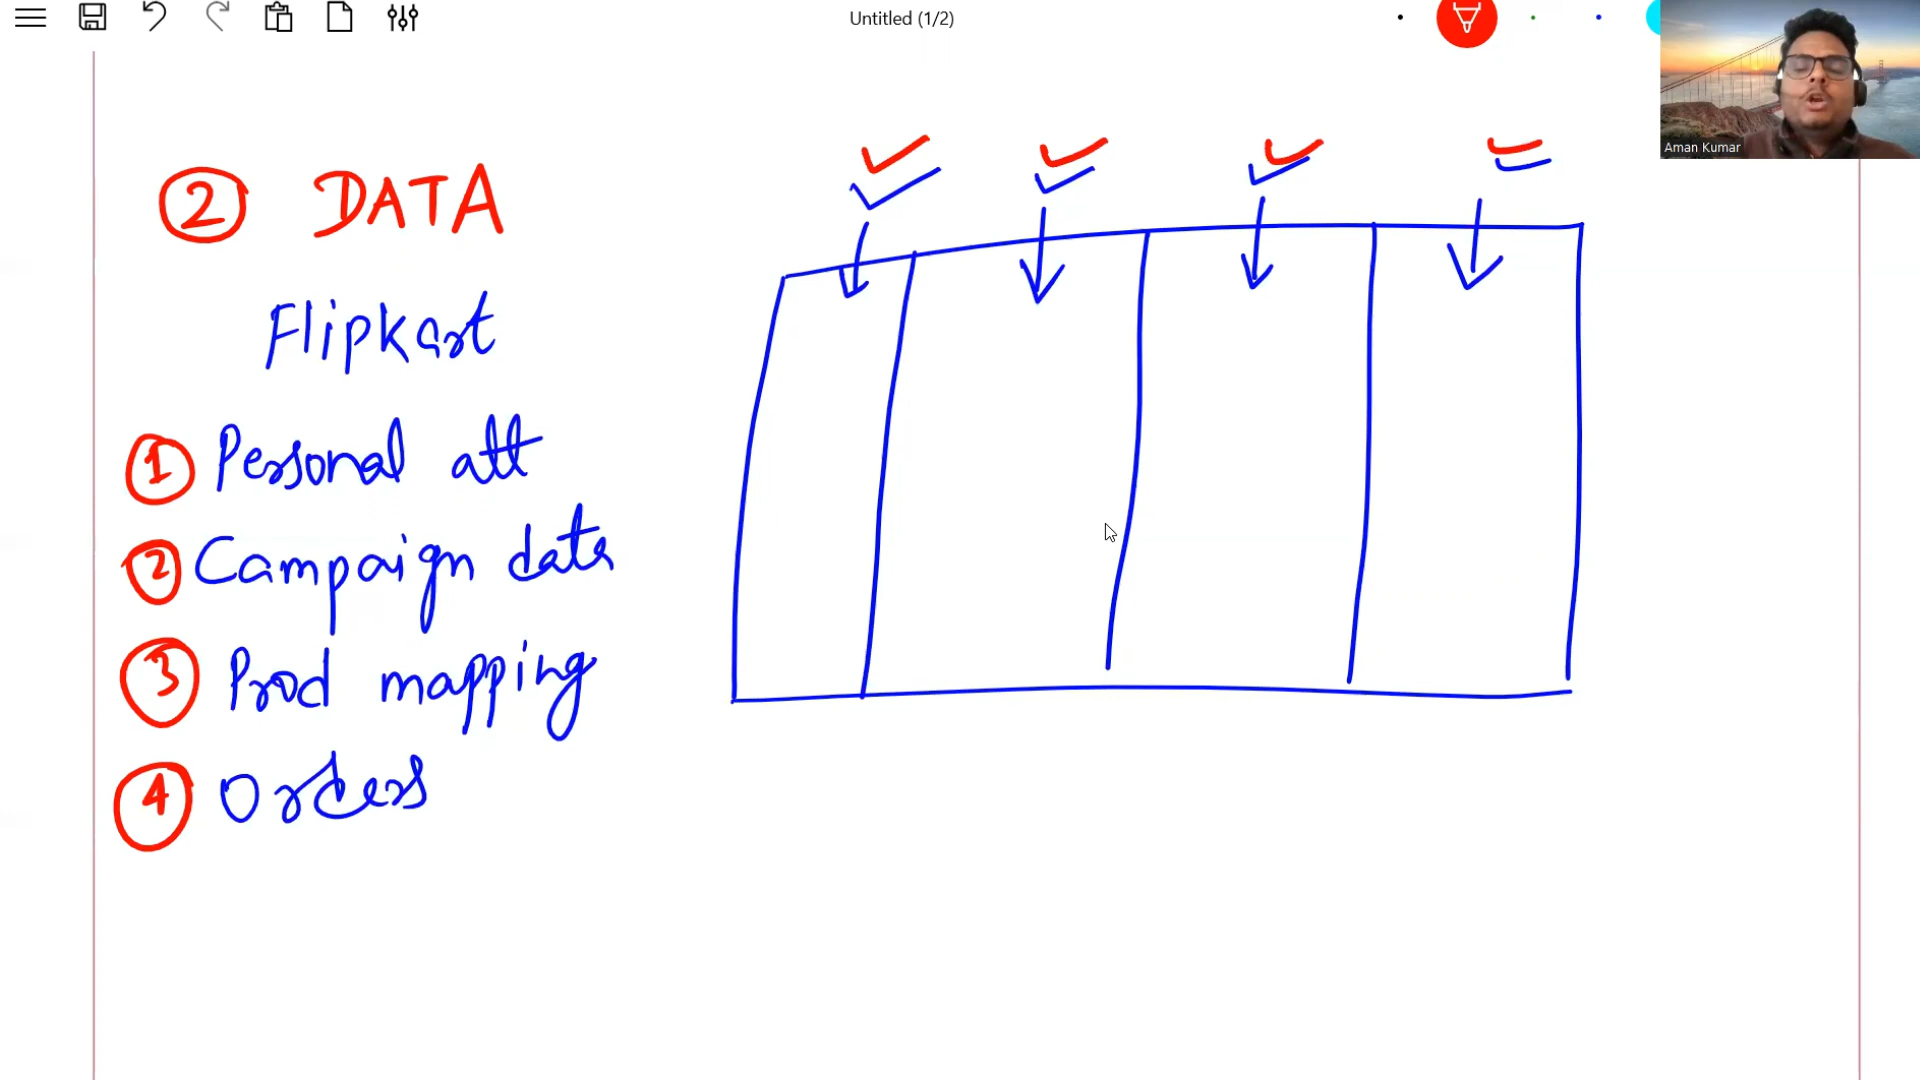 Untitled (1/2)
Aman Kumar
2 DATA
Flipkart
1 Personal att
2 Campaign data
3 Prod mapping
4 Orders